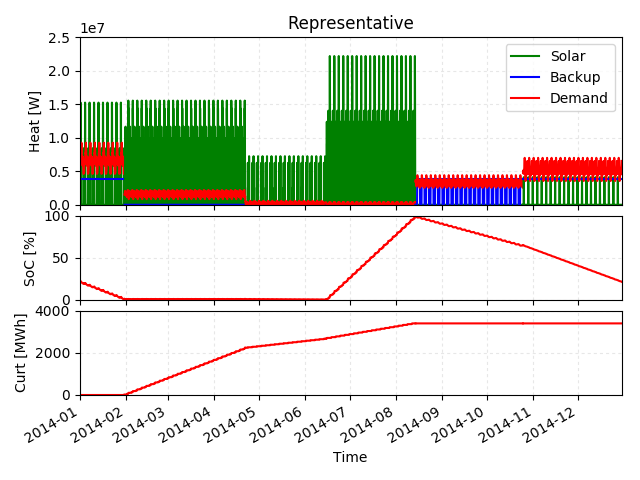 Representative
1e7
2.5
2.0
1.5
1.0
0.5
0.0
Heat [W]
Solar
Backup
Demand
100
50
0
SoC [%]
4000
2000
0
Curt [MWh]
2014-01
2014-02
2014-03
2014-04
2014-05
2014-06
2014-07
2014-08
2014-09
2014-10
2014-11
2014-12
Time